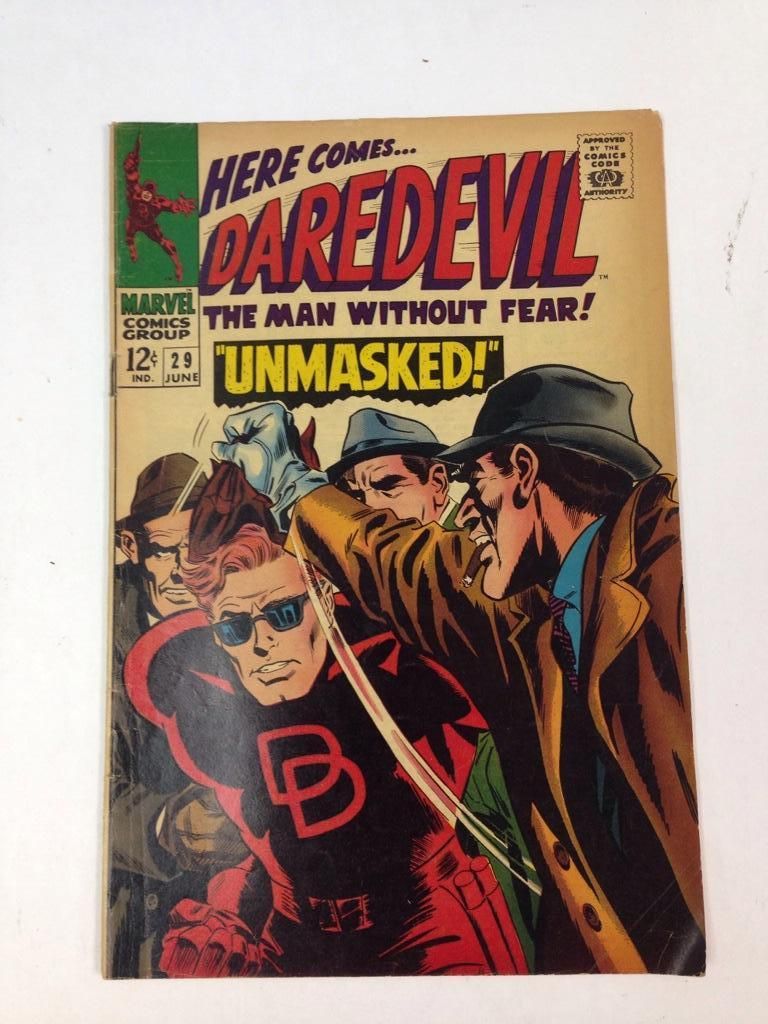 HERE COMES...
DAREDEVIL™
THE MAN WITHOUT FEAR!
"UNMASKED!"
APPROVED
BY THE
COMICS
CODE
CA
AUTHORITY
MARVEL
COMICS
GROUP
12¢ 29
IND. JUNE
DD